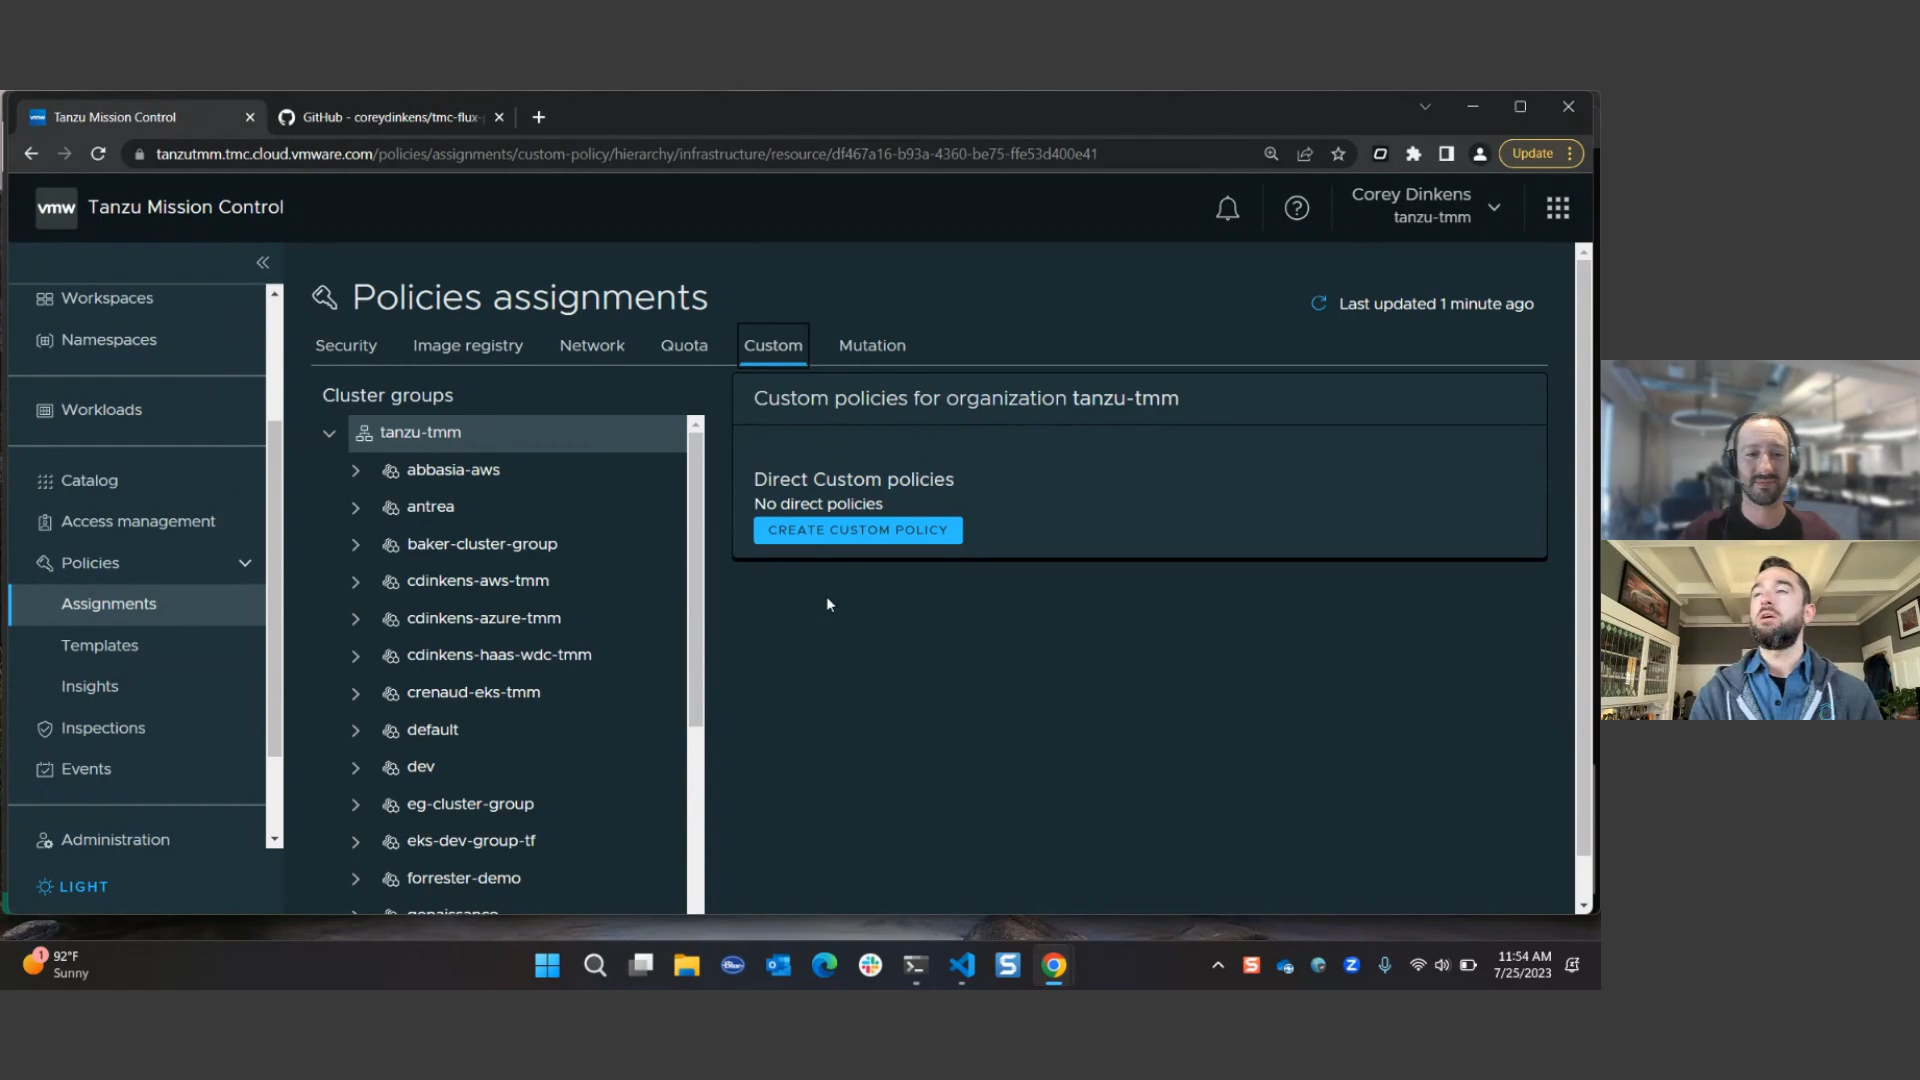 Tanzu Mission Control
GitHub - coreydinkens/tmc-flux-
tanzutmm.tmc.cloud.vmware.com/policies/assignments/custom-policy/hierarchy/infrastructure/resource/df467a16-b93a-4360-be75-ffe53d400e41
Update
vmw Tanzu Mission Control
Corey Dinkens
tanzu-tmm
Workspaces
Namespaces
Workloads
Catalog
Access management
Policies
Assignments
Templates
Insights
Inspections
Events
Administration
LIGHT
Policies assignments
Last updated 1 minute ago
Security Image registry Network Quota Custom Mutation
Cluster groups
tanzu-tmm
abbasia-aws
antrea
baker-cluster-group
cdinkens-aws-tmm
cdinkens-azure-tmm
cdinkens-haas-wdc-tmm
crenaud-eks-tmm
default
dev
eg-cluster-group
eks-dev-group-tf
forrester-demo
Custom policies for organization tanzu-tmm
Direct Custom policies
No direct policies
CREATE CUSTOM POLICY
1
92°F
Sunny
11:54 AM
7/25/2023